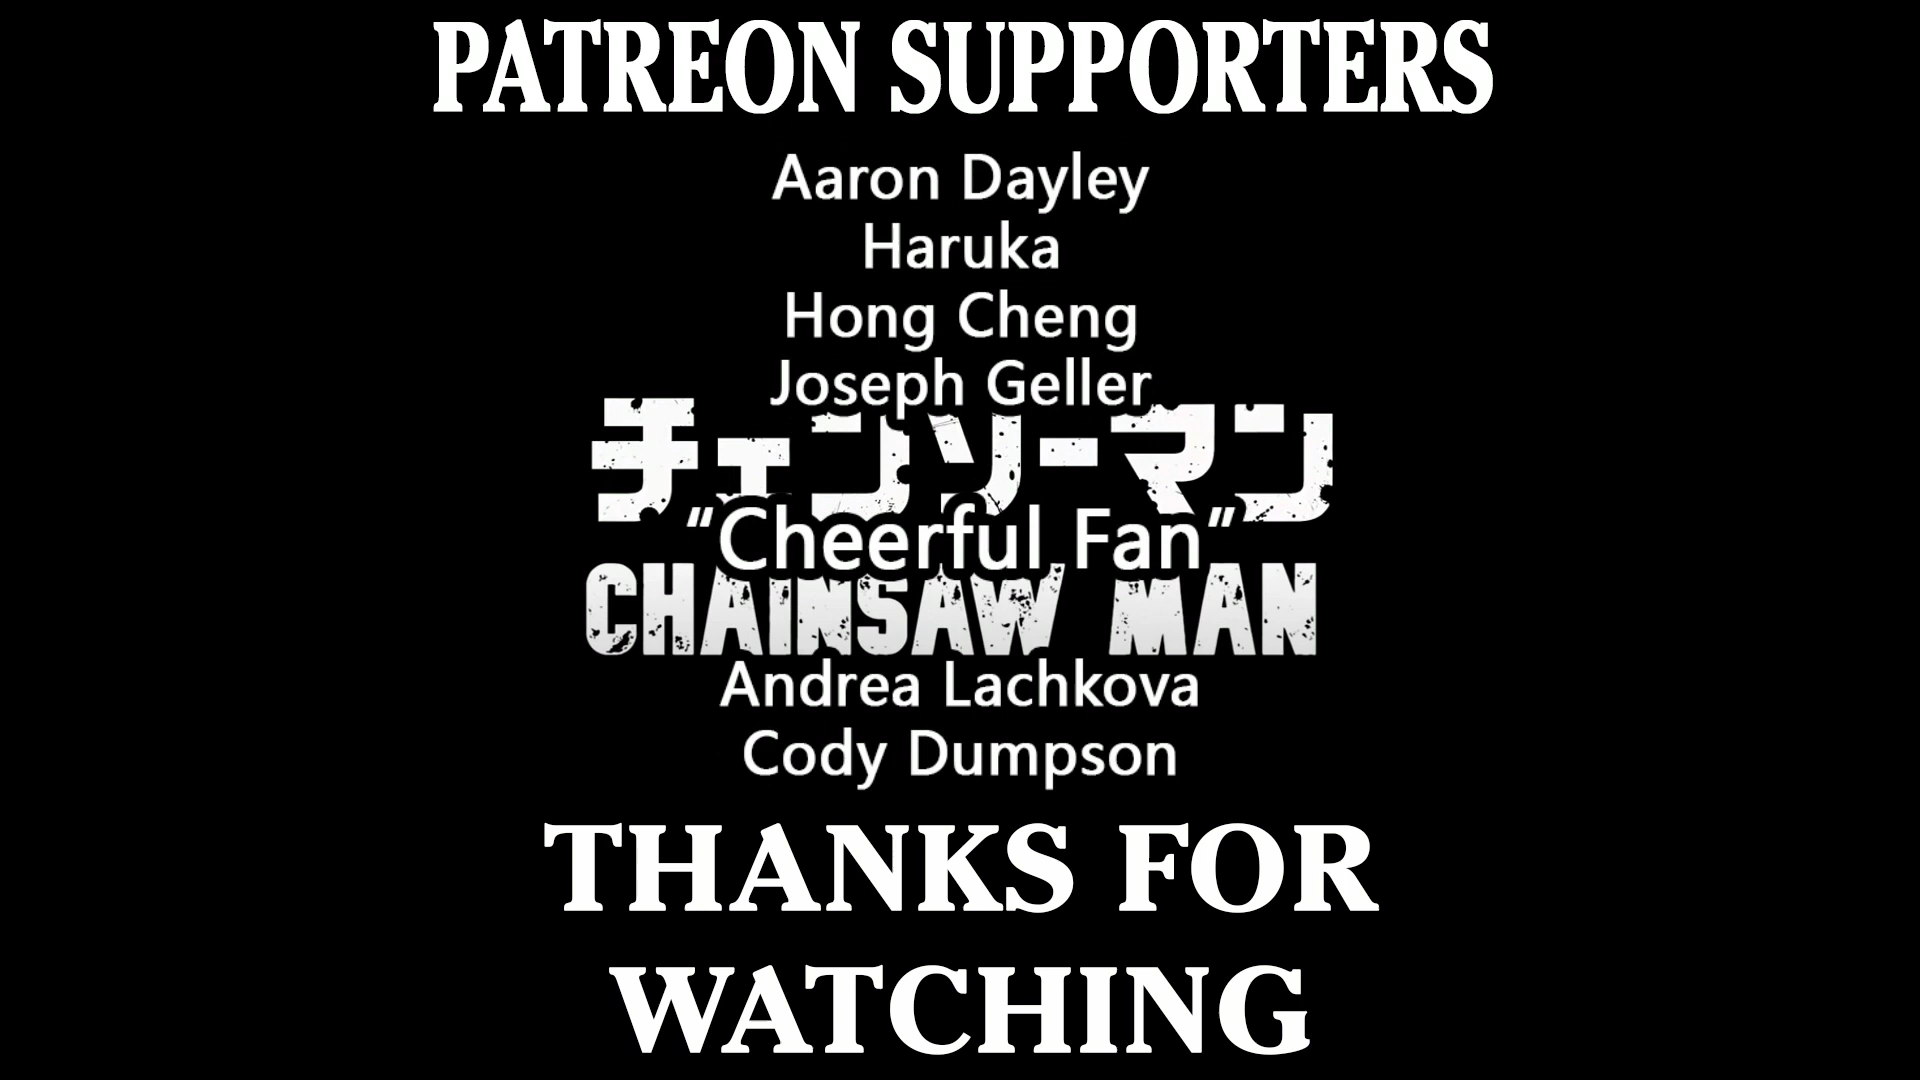 PATREON SUPPORTERS
Aaron Dayley
Haruka
Hong Cheng
Joseph Geller
チェンソーマン
“Cheerful Fan”
CHAINSAW MAN
Andrea Lachkova
Cody Dumpson
THANKS FOR
WATCHING